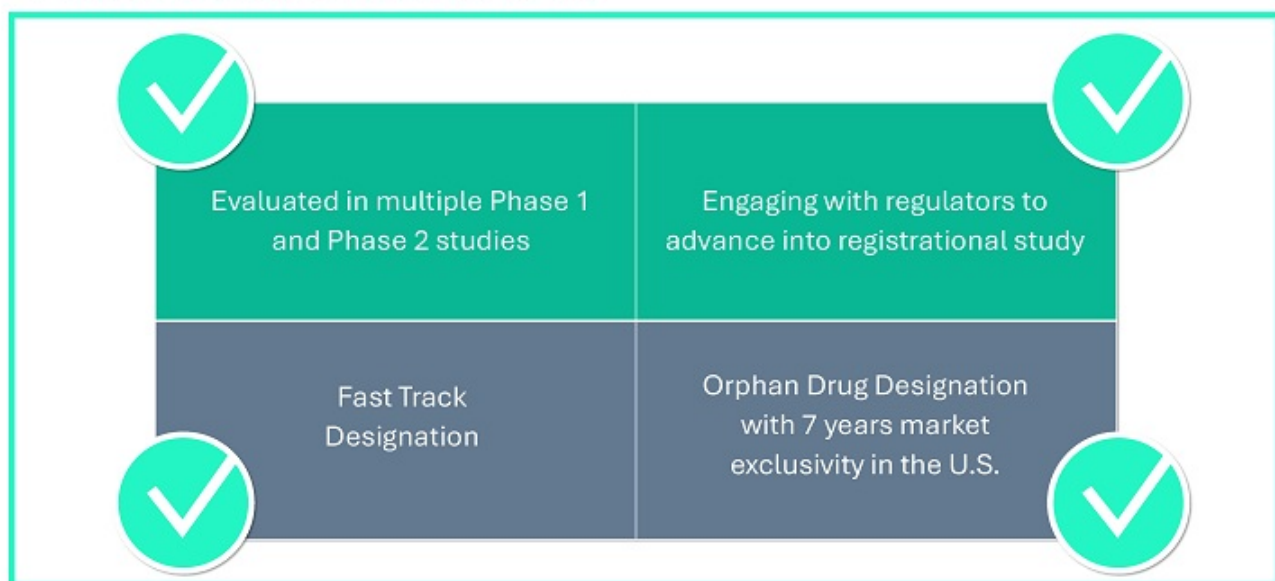 Evaluated in multiple Phase 1
and Phase 2 studies
Engaging with regulators to
advance into registrational study
Fast Track
Designation
Orphan Drug Designation
with 7 years market
exclusivity in the U.S.